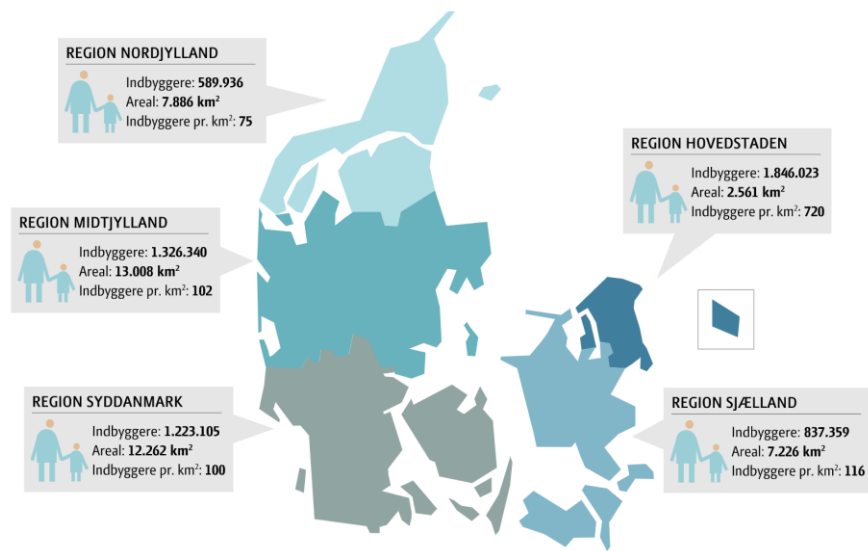 REGION NORDJYLLAND
Indbyggere: 589.936
Areal: 7.886 km²
Indbyggere pr. km²: 75
REGION HOVEDSTADEN
Indbyggere: 1.846.023
Areal: 2.561 km²
Indbyggere pr. km²: 720
REGION MIDTJYLLAND
Indbyggere: 1.326.340
Areal: 13.008 km²
Indbyggere pr. km²: 102
REGION SYDDANMARK
Indbyggere: 1.223.105
Areal: 12.262 km²
Indbyggere pr. km²: 100
REGION SJÆLLAND
Indbyggere: 837.359
Areal: 7.226 km²
Indbyggere pr. km²: 116